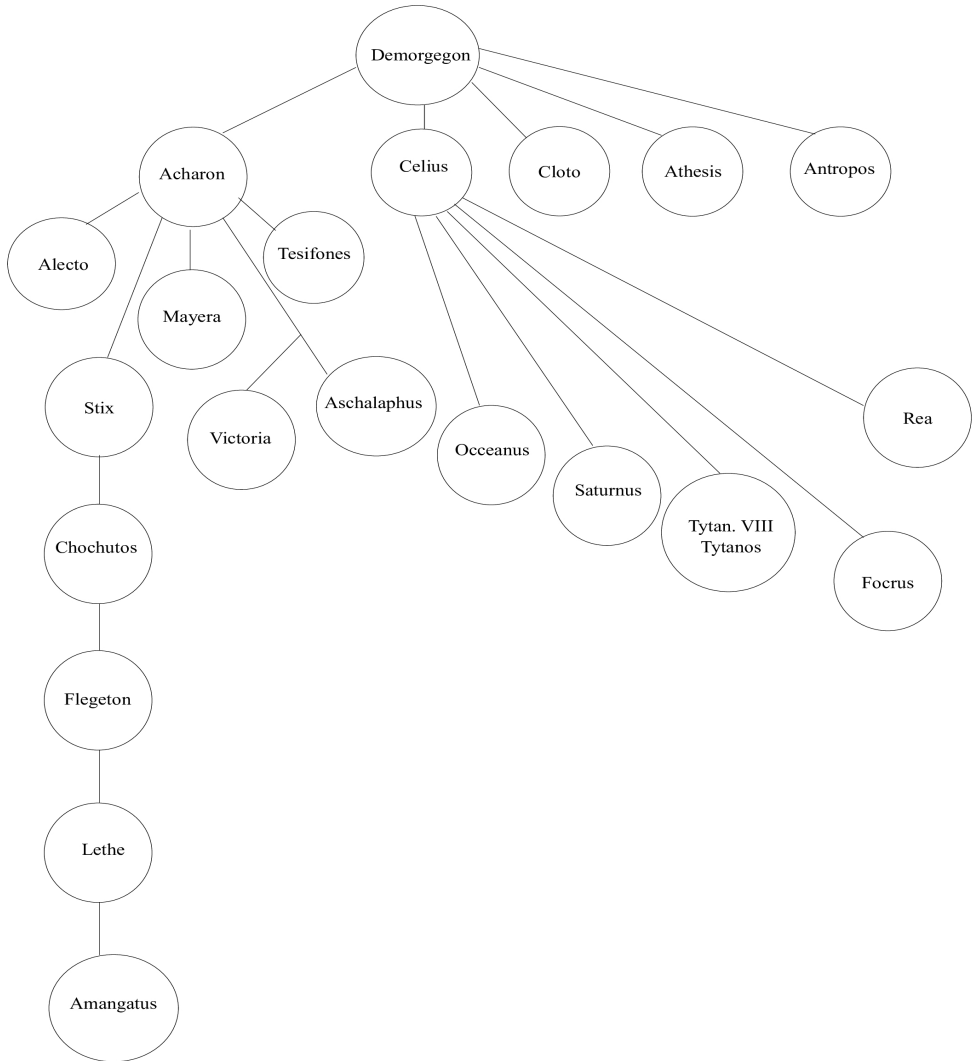 Demorgegon
Acharon
Celius
Cloto
Athesis
Antropos
Alecto
Tesifones
Mayera
Stix
Victoria
Aschalaphus
Occeanus
Saturnus
Tytan. VIII
Tytanos
Rea
Focrus
Chochutos
Flegeton
Lethe
Amangatus